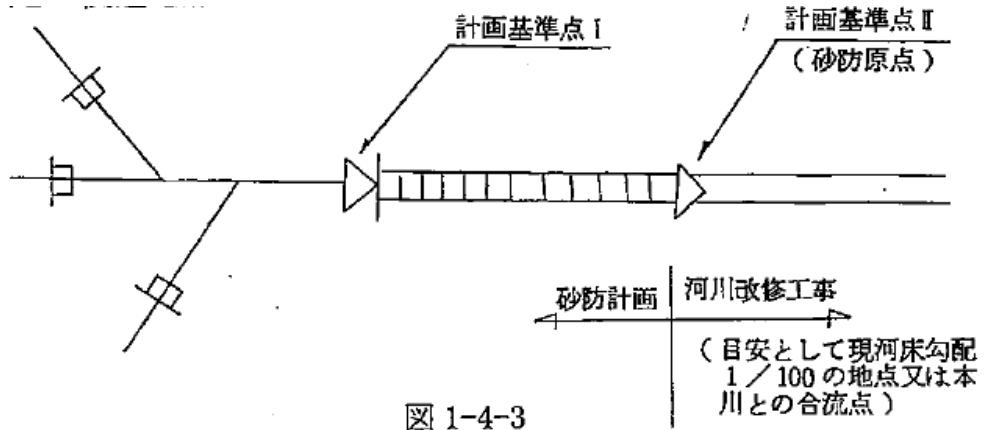 計画基準点Ⅰ
計画基準点Ⅱ
(砂防原点)
砂防計画
河川改修工事
(目安として現河床勾配
1/100の地点又は本
川との合流点)
図 1-4-3